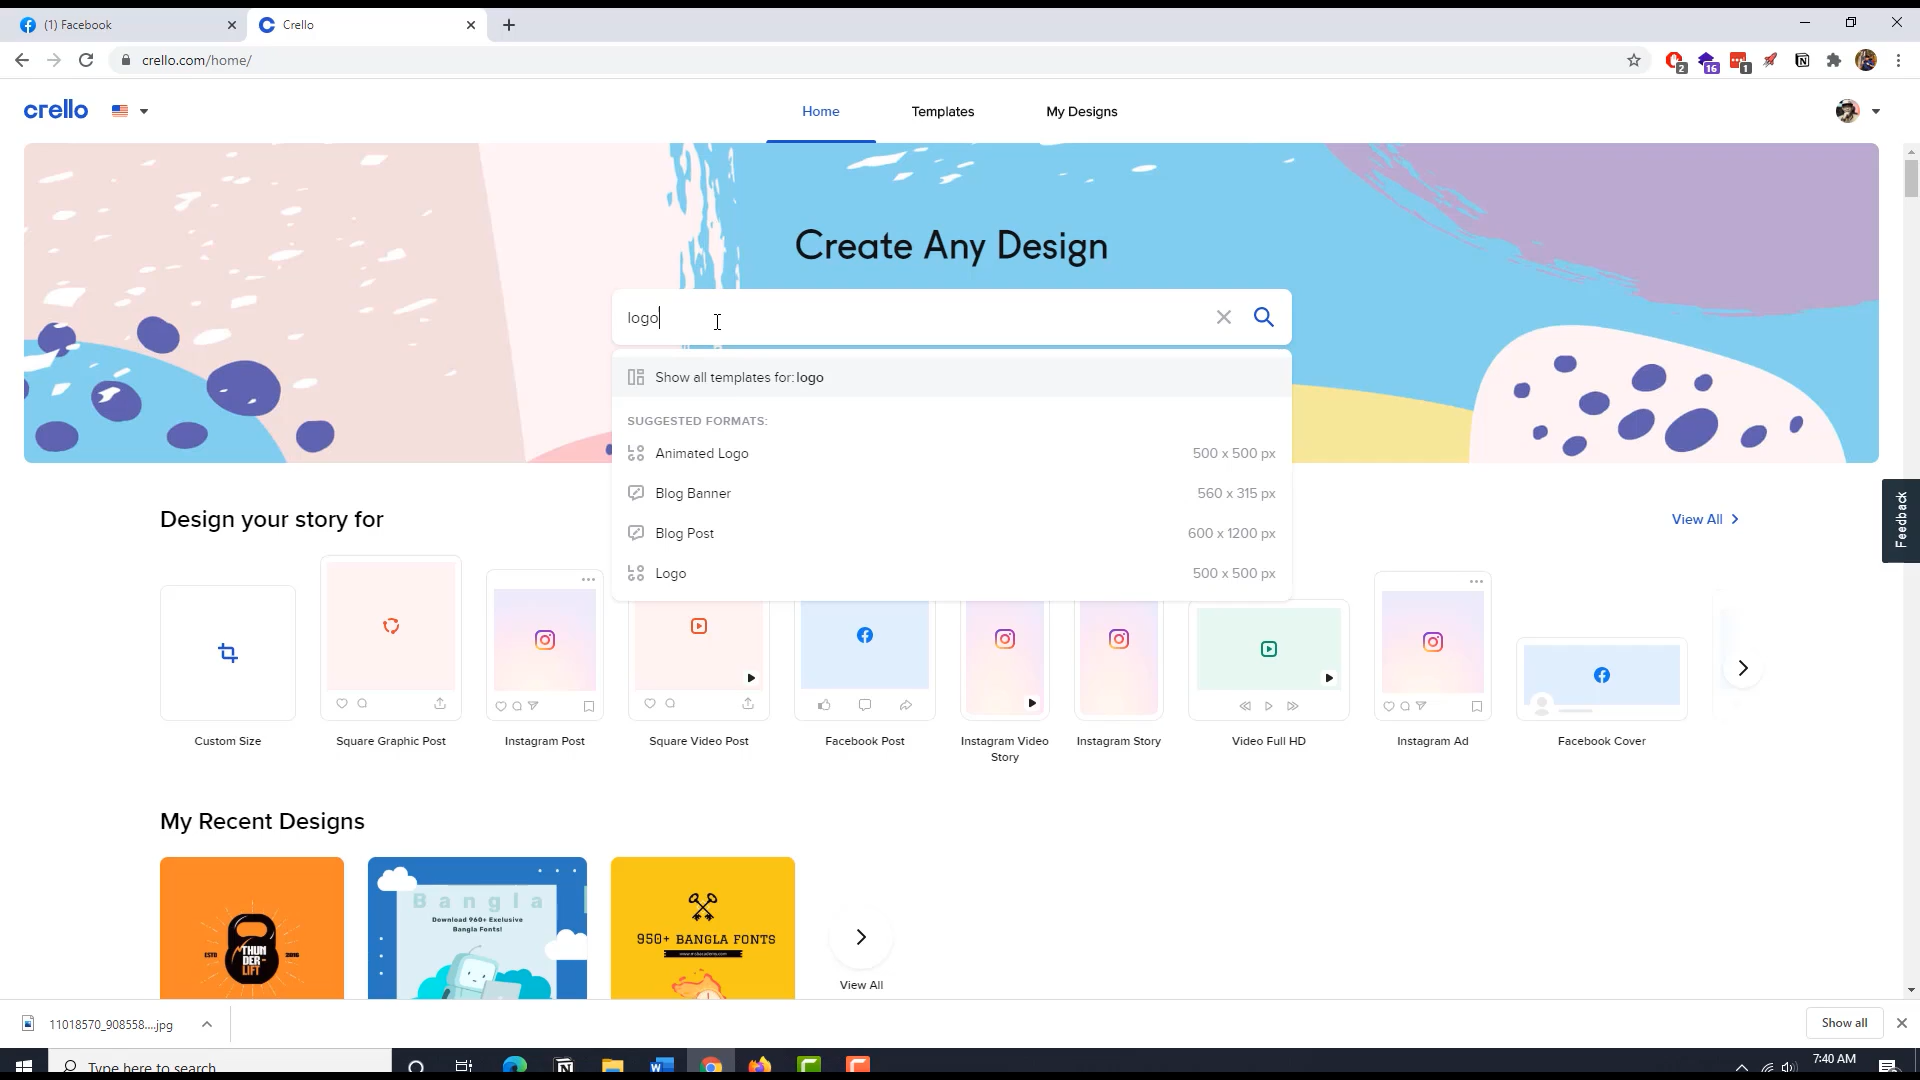 (1) Facebook
Crello
crello.com/home/
2
16
1
crello
Home
Templates
My Designs
Create Any Design
logo
Show all templates for: logo
SUGGESTED FORMATS:
Animated Logo 500 x 500 px
Blog Banner 560 x 315 px
Blog Post 600 x 1200 px
Logo 500 x 500 px
Feedback
Design your story for
View All
Custom Size
Square Graphic Post
Instagram Post
Square Video Post
Facebook Post
Instagram Video
Story
Instagram Story
Video Full HD
Instagram Ad
Facebook Cover
My Recent Designs
ESTD
THUN
DER-
LIFT
2016
Bangla
Download 960+ Exclusive
Bangla Fonts!
950+ BANGLA FONTS
View All
11018570_908558....jpg
Show all
Type here to search
7:40 AM